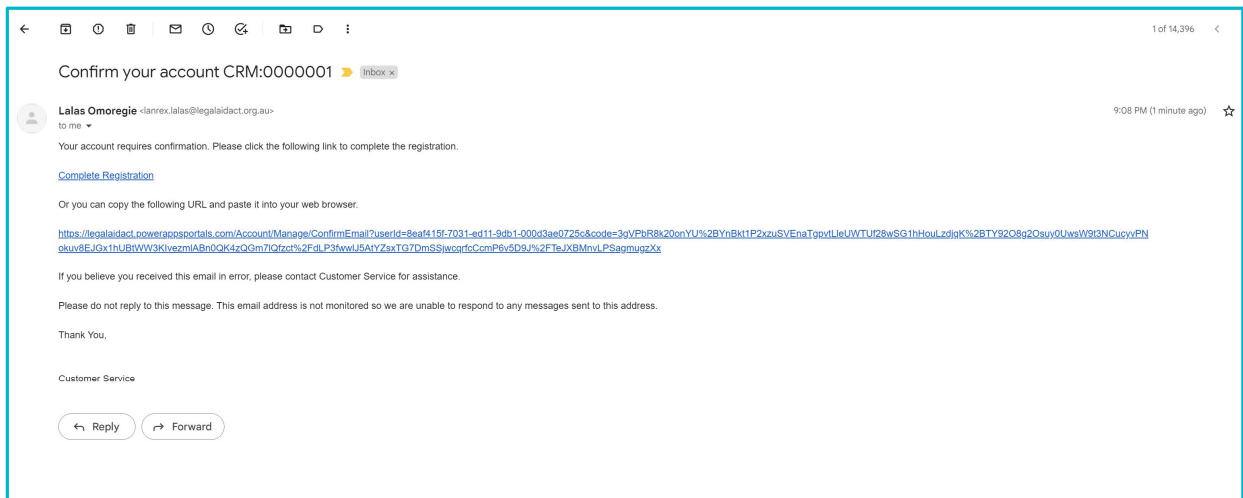 1 of 14,396
Confirm your account CRM:0000001
Inbox ×
Lalas Omoregie <lanrex.lalas@legalaidact.org.au>
9:08 PM (1 minute ago)
to me
Your account requires confirmation. Please click the following link to complete the registration.
Complete Registration
Or you can copy the following URL and paste it into your web browser.
https://legalaidact.powerappsportals.com/Account/Manage/ConfirmEmail?userId=8eaf415f-7031-ed11-9db1-000d3ae0725c&code=3gVPbR8k20onYU%2BYnBkt1P2xzuSVEnaTgpvtLleUWTUf28wSG1hHouLzdjqK%2BTY92O8g2Osuy0UwsW9t3NCucyvPN
okuv8EJGx1hUBtWW3KIvezmlABn0QK4zQGm7lQfzct%2FdLP3fwwlJ5AtYZsxTG7DmSSjwcqrfcCcmP6v5D9J%2FTeJXBMnvLPSagmugzXx
If you believe you received this email in error, please contact Customer Service for assistance.
Please do not reply to this message. This email address is not monitored so we are unable to respond to any messages sent to this address.
Thank You,
Customer Service
Reply
Forward